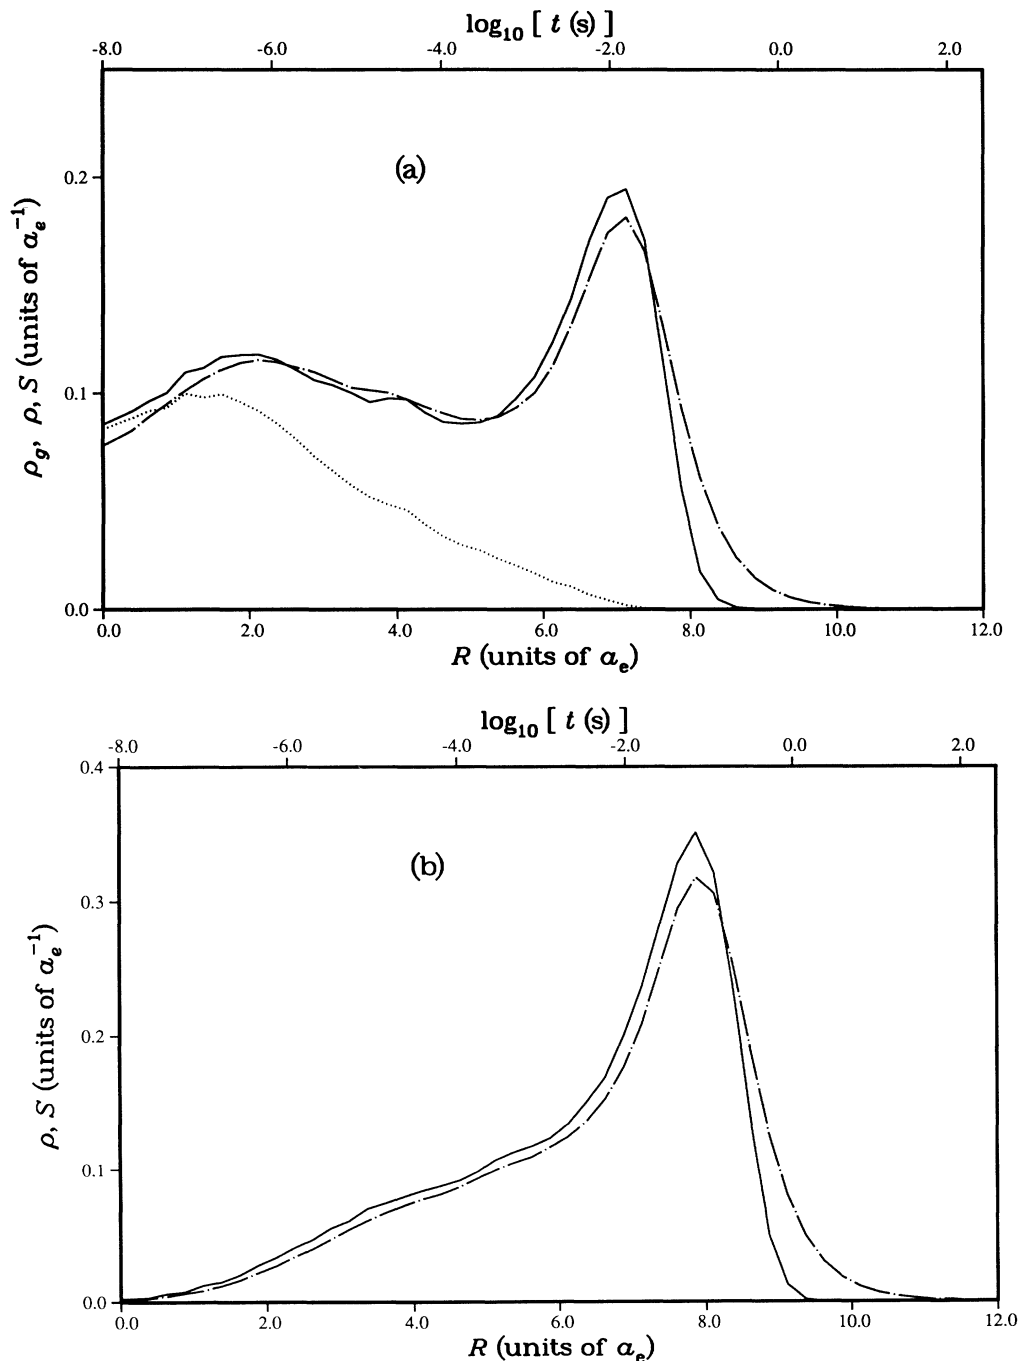 log₁₀ [ t (s) ]
-8.0 -6.0 -4.0 -2.0 0.0 2.0
(a)
0.2
0.1
0.0
ρg, ρ, S (units of aₑ⁻¹)
0.0 2.0 4.0 6.0 8.0 10.0 12.0
R (units of aₑ)
log₁₀ [ t (s) ]
-8.0 -6.0 -4.0 -2.0 0.0 2.0
(b)
0.4
0.3
0.2
0.1
0.0
ρ, S (units of aₑ⁻¹)
0.0 2.0 4.0 6.0 8.0 10.0 12.0
R (units of aₑ)